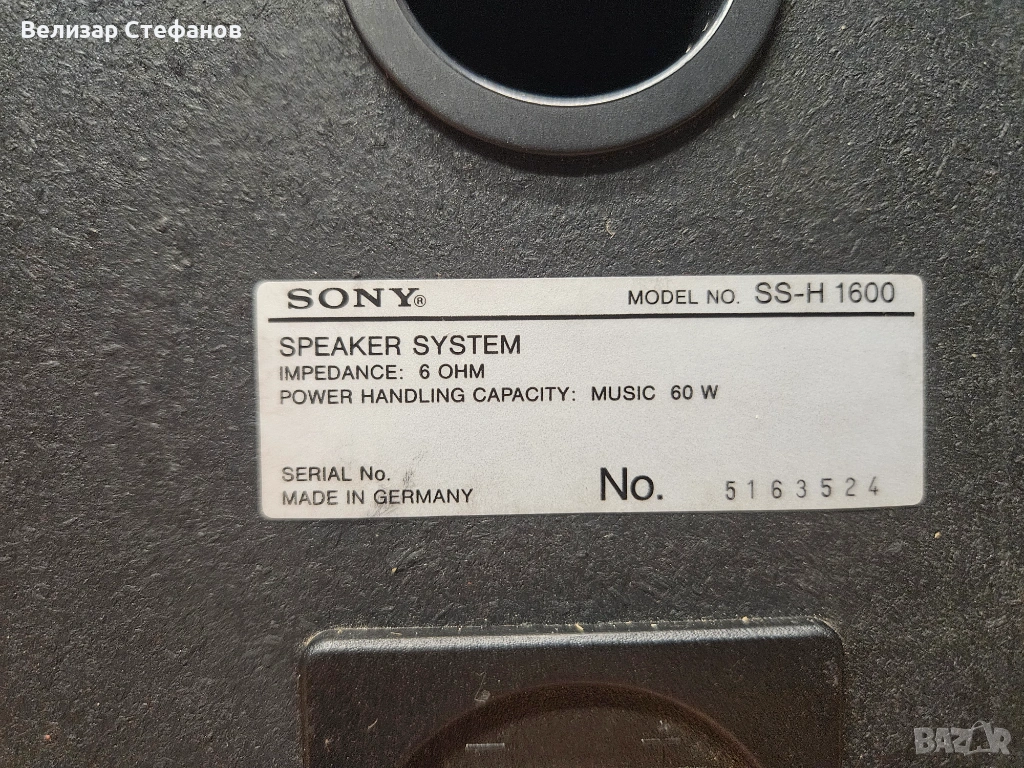 Велизар Стефанов
SONY® MODEL NO. SS-H 1600
SPEAKER SYSTEM
IMPEDANCE: 6 OHM
POWER HANDLING CAPACITY: MUSIC 60 W
SERIAL No.
MADE IN GERMANY
No. 5163524
BAZAR